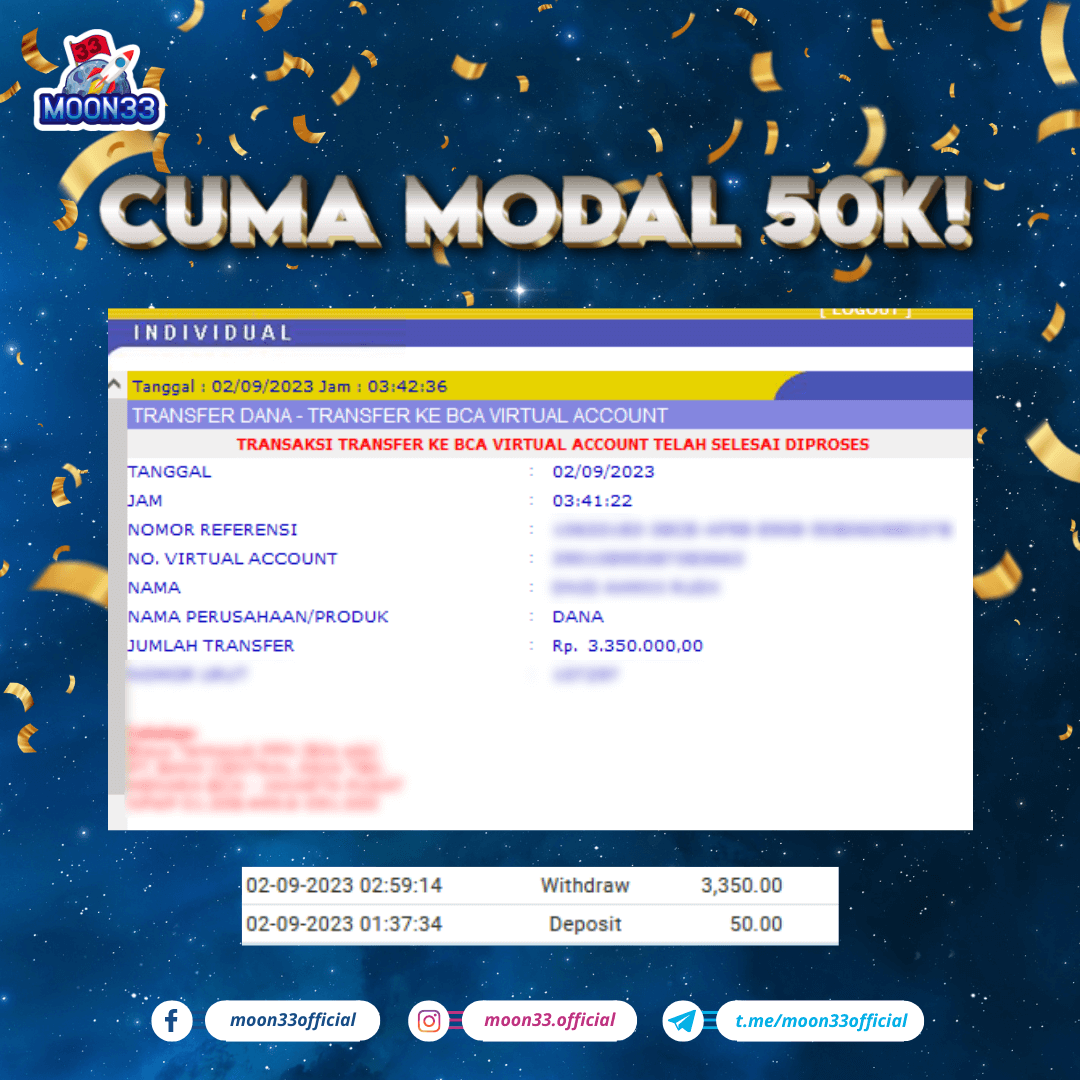 33
MOON33
CUMA MODAL 50K!
[ LOGOUT ]
INDIVIDUAL
Tanggal : 02/09/2023 Jam : 03:42:36
TRANSFER DANA - TRANSFER KE BCA VIRTUAL ACCOUNT
TRANSAKSI TRANSFER KE BCA VIRTUAL ACCOUNT TELAH SELESAI DIPROSES
TANGGAL : 02/09/2023
JAM : 03:41:22
NOMOR REFERENSI :
NO. VIRTUAL ACCOUNT :
NAMA :
NAMA PERUSAHAAN/PRODUK : DANA
JUMLAH TRANSFER : Rp. 3.350.000,00
02-09-2023 02:59:14 Withdraw 3,350.00
02-09-2023 01:37:34 Deposit 50.00
moon33official moon33.official t.me/moon33official